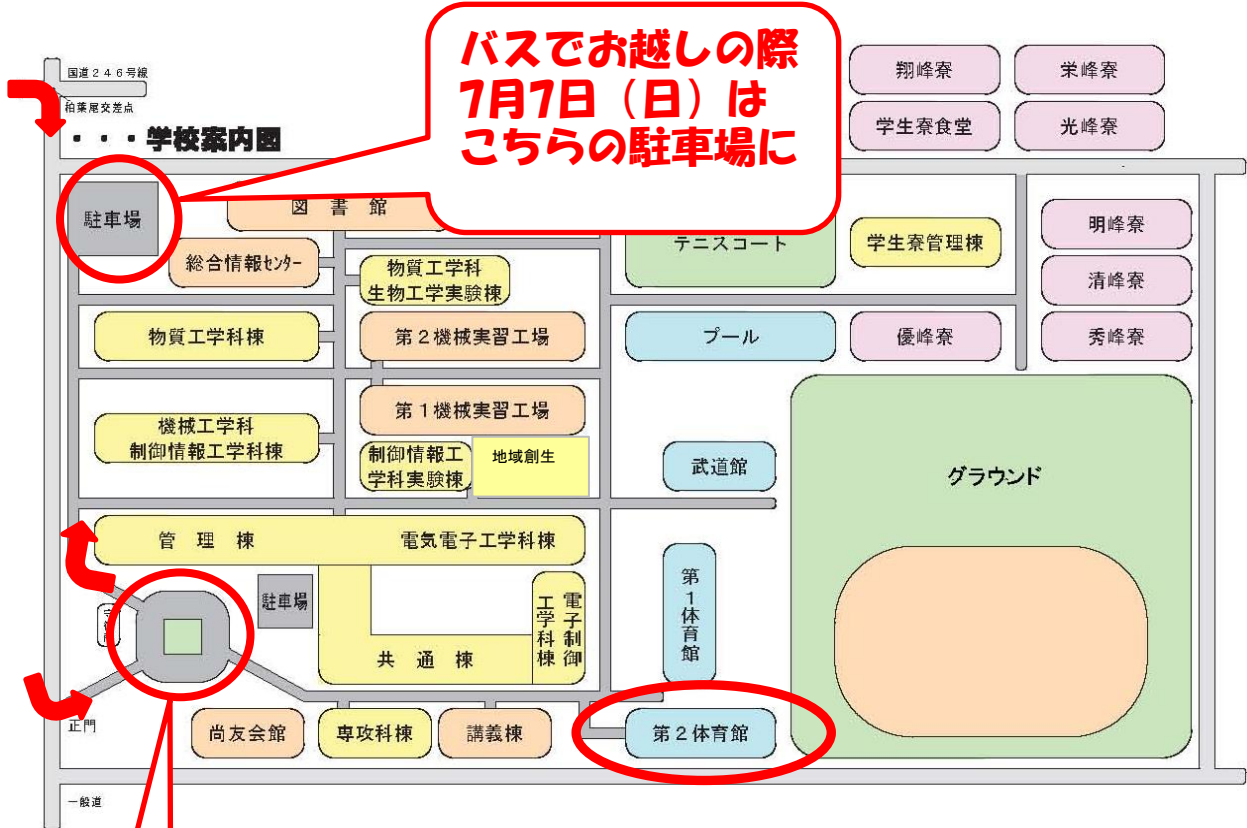 バスでお越しの際
7月7日（日）は
こちらの駐車場に
国道２４６号線
柏葉尾交差点
・・・学校案内図
翔峰寮
栄峰寮
学生寮食堂
光峰寮
駐車場
図書館
テニスコート
学生寮管理棟
明峰寮
総合情報ｾﾝﾀｰ
物質工学科
生物工学実験棟
清峰寮
物質工学科棟
第２機械実習工場
プール
優峰寮
秀峰寮
第１機械実習工場
機械工学科
制御情報工学科棟
制御情報工
学科実験棟
地域創生
武道館
グラウンド
管理棟
電気電子工学科棟
駐車場
電子制御
工学科棟
第１体育館
共通棟
正門
尚友会館
専攻科棟
講義棟
第２体育館
一般道